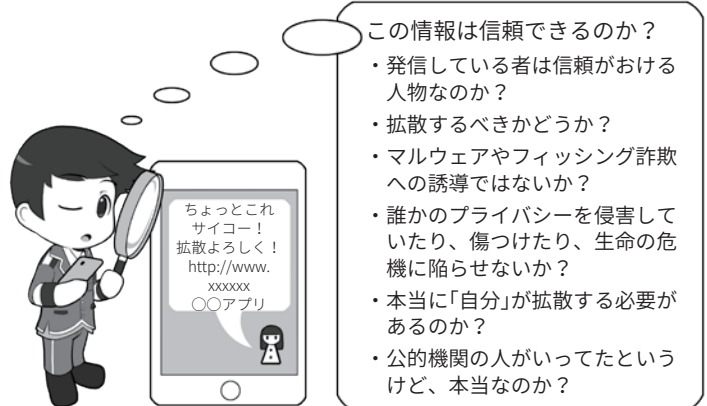 この情報は信頼できるのか？
・発信している者は信頼がおける
人物なのか？
・拡散するべきかどうか？
・マルウェアやフィッシング詐欺
への誘導ではないか？
・誰かのプライバシーを侵害して
いたり、傷つけたり、生命の危
機に陥らせないか？
・本当に｢自分｣が拡散する必要が
あるのか？
・公的機関の人がいってたという
けど、本当なのか？
ちょっとこれ
サイコー！
拡散よろしく！
http://www.
xxxxxx
○○アプリ